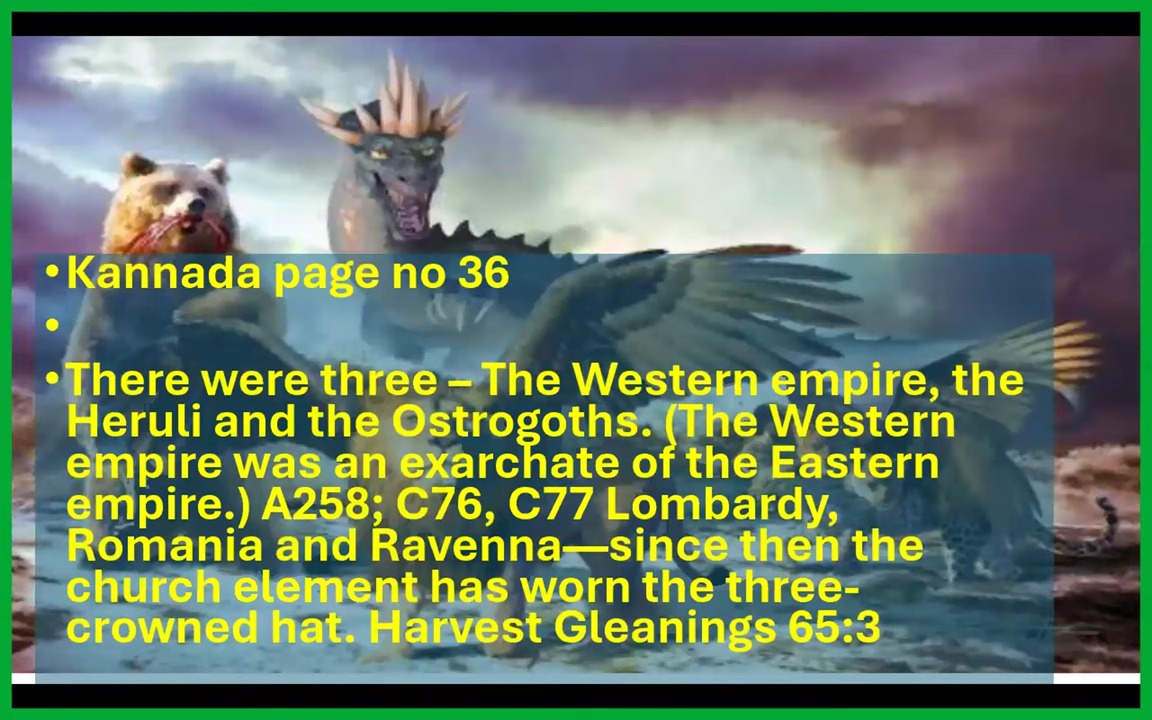 •Kannada page no 36
•
•There were three – The Western empire, the
Heruli and the Ostrogoths. (The Western
empire was an exarchate of the Eastern
empire.) A258; C76, C77 Lombardy,
Romania and Ravenna—since then the
church element has worn the three-
crowned hat. Harvest Gleanings 65:3